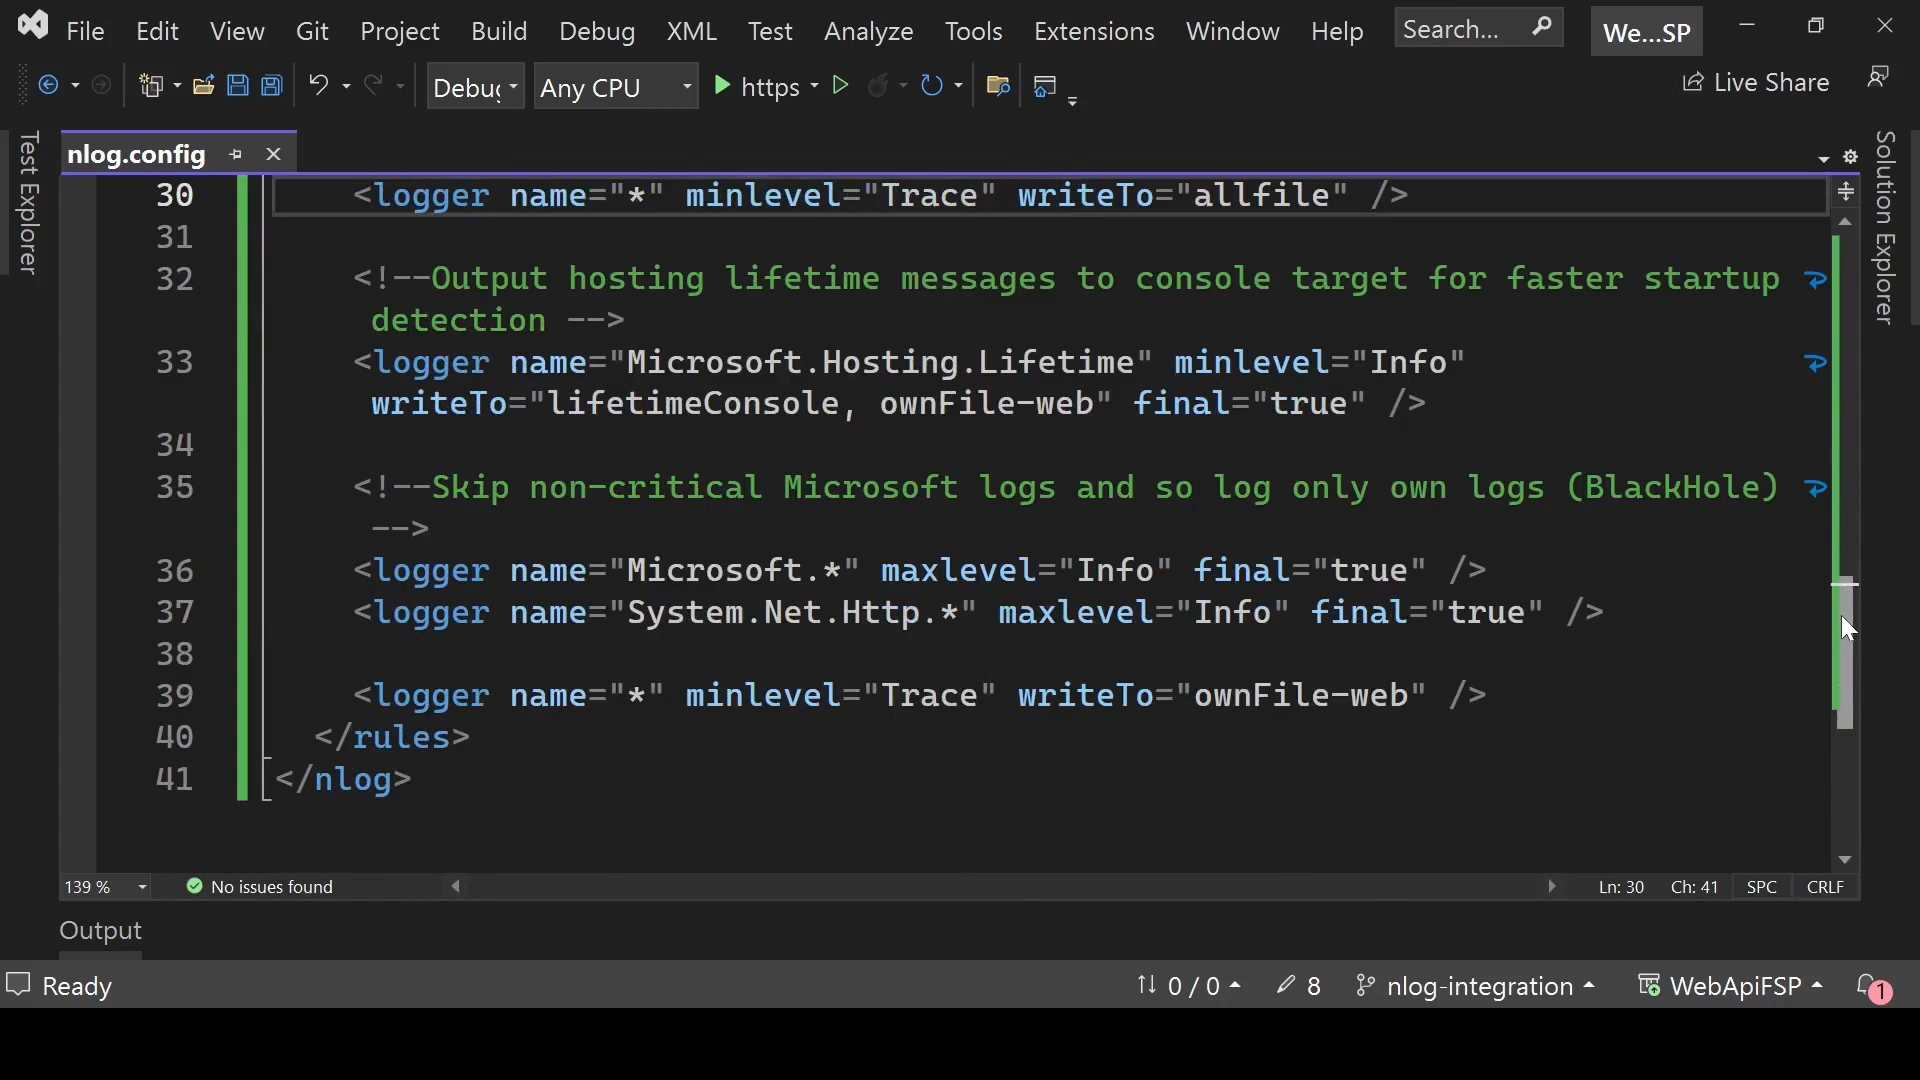 File Edit View Git Project Build Debug XML Test Analyze Tools Extensions Window Help Search... We...SP
Debug Any CPU https Live Share
Test Explorer
nlog.config
Solution Explorer
30 <logger name="*" minlevel="Trace" writeTo="allfile" />
31
32 <!--Output hosting lifetime messages to console target for faster startup
detection -->
33 <logger name="Microsoft.Hosting.Lifetime" minlevel="Info"
writeTo="lifetimeConsole, ownFile-web" final="true" />
34
35 <!--Skip non-critical Microsoft logs and so log only own logs (BlackHole)
-->
36 <logger name="Microsoft.*" maxlevel="Info" final="true" />
37 <logger name="System.Net.Http.*" maxlevel="Info" final="true" />
38
39 <logger name="*" minlevel="Trace" writeTo="ownFile-web" />
40 </rules>
41 </nlog>
139 % No issues found Ln: 30 Ch: 41 SPC CRLF
Output
Ready 0 / 0 8 nlog-integration WebApiFSP 1